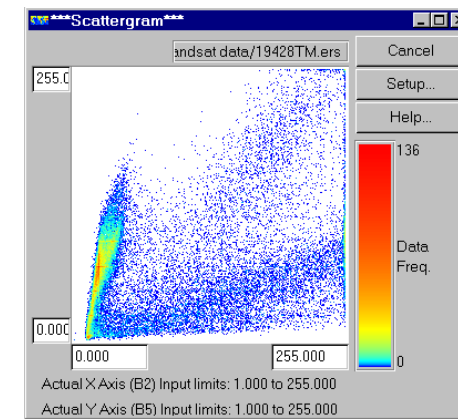 ***Scattergram***
andsat data/19428TM.ers
Cancel
255.0
Setup...
Help...
136
Data
Freq.
0.000
0
0.000
255.000
Actual X Axis (B2) Input limits: 1.000 to 255.000
Actual Y Axis (B5) Input limits: 1.000 to 255.000